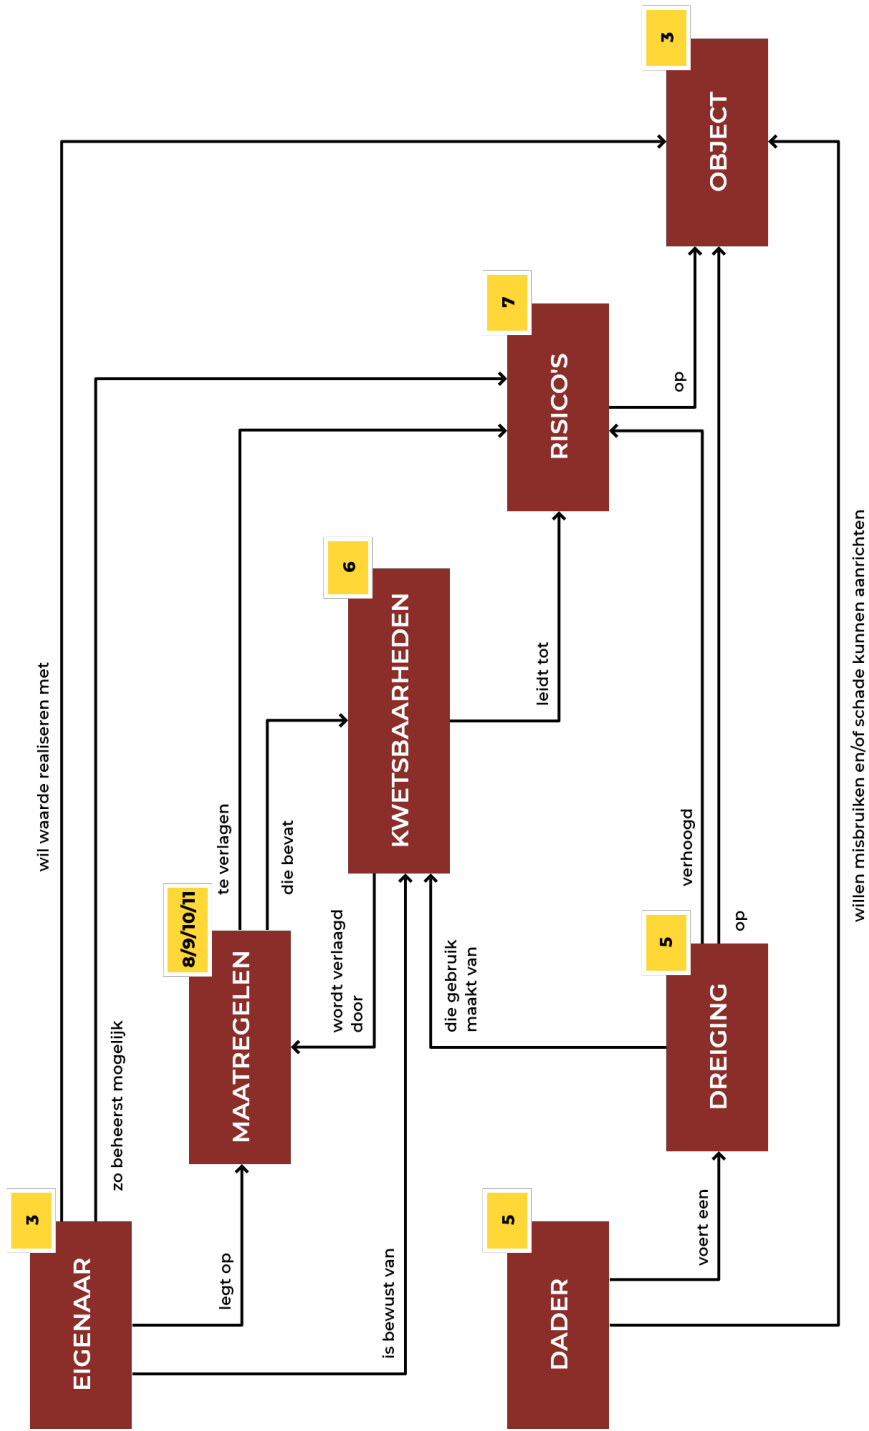 3
EIGENAAR
wil waarde realiseren met
zo beheerst mogelijk
legt op
is bewust van
8/9/10/11
MAATREGELEN
te verlagen
die bevat
wordt verlaagd
door
6
KWETSBAARHEDEN
leidt tot
7
RISICO'S
op
3
OBJECT
5
DADER
voert een
willen misbruiken en/of schade kunnen aanrichten
5
DREIGING
die gebruik
maakt van
verhoogd
op